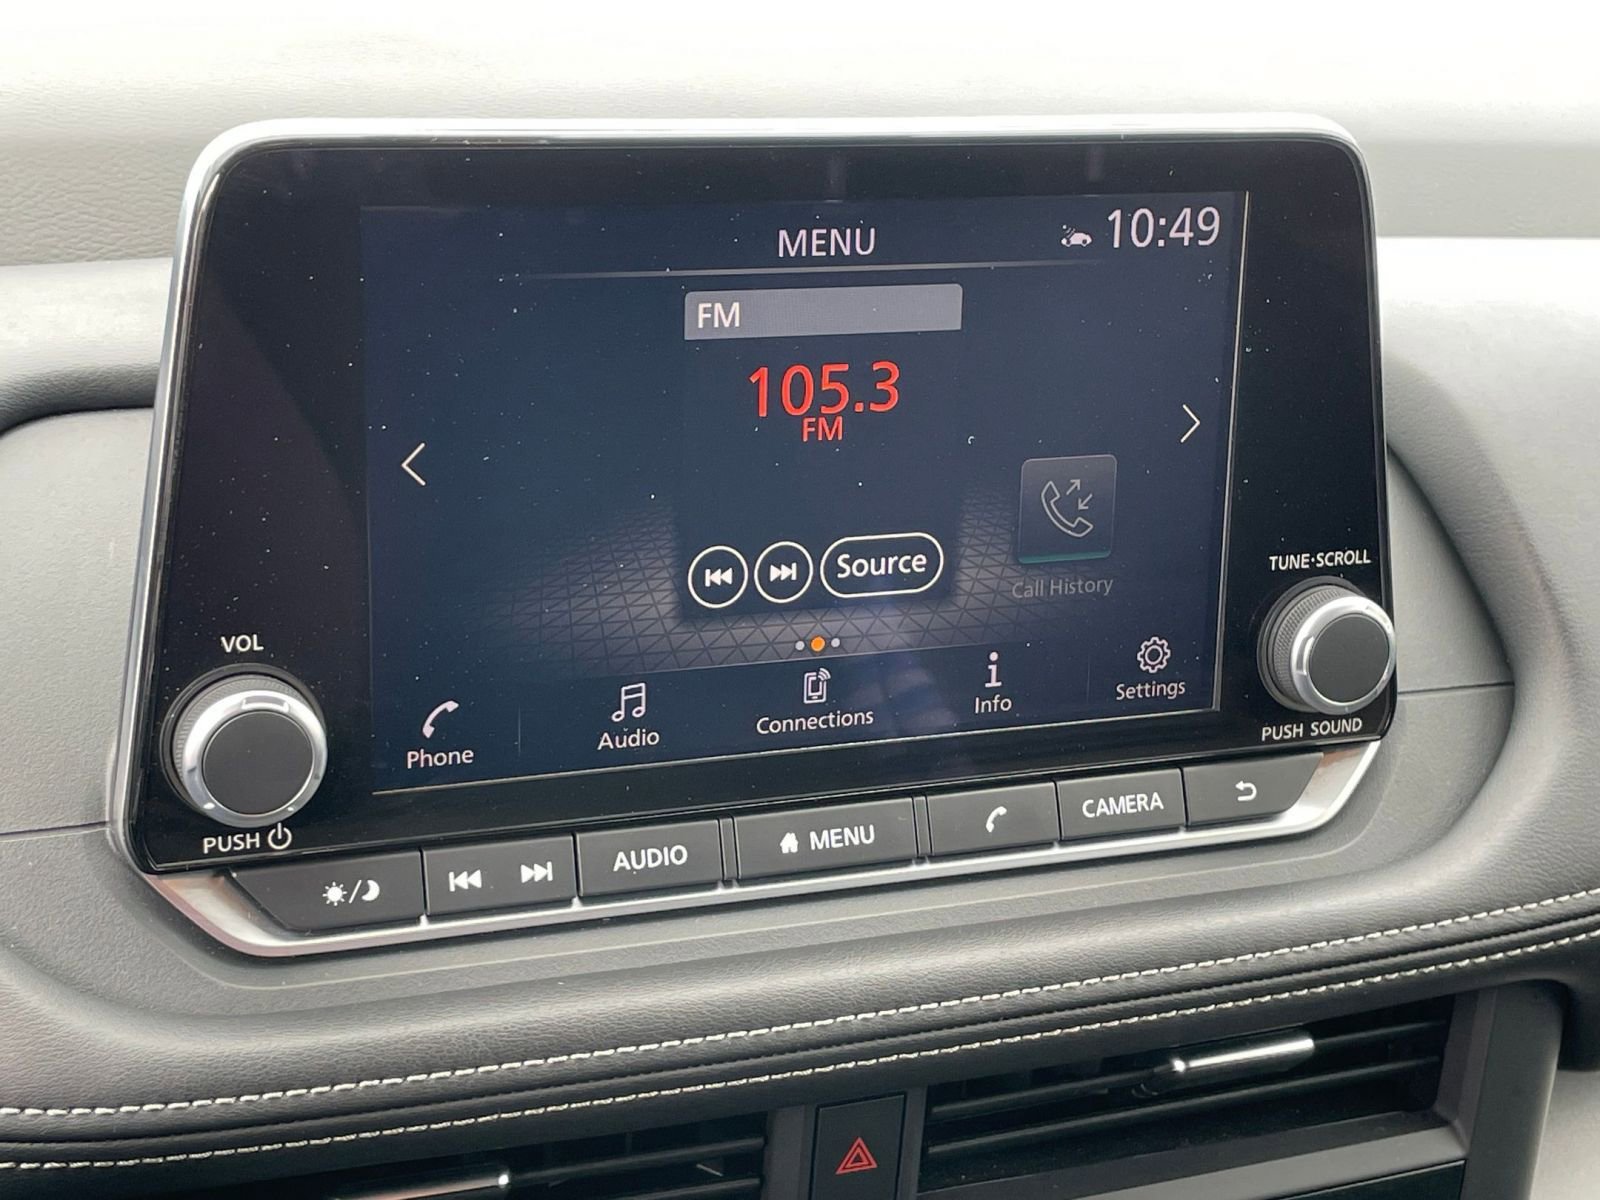 MENU
10:49
FM
105.3
FM
Source
Call History
Phone
Audio
Connections
Info
Settings
VOL
PUSH
TUNE·SCROLL
PUSH SOUND
AUDIO
MENU
CAMERA